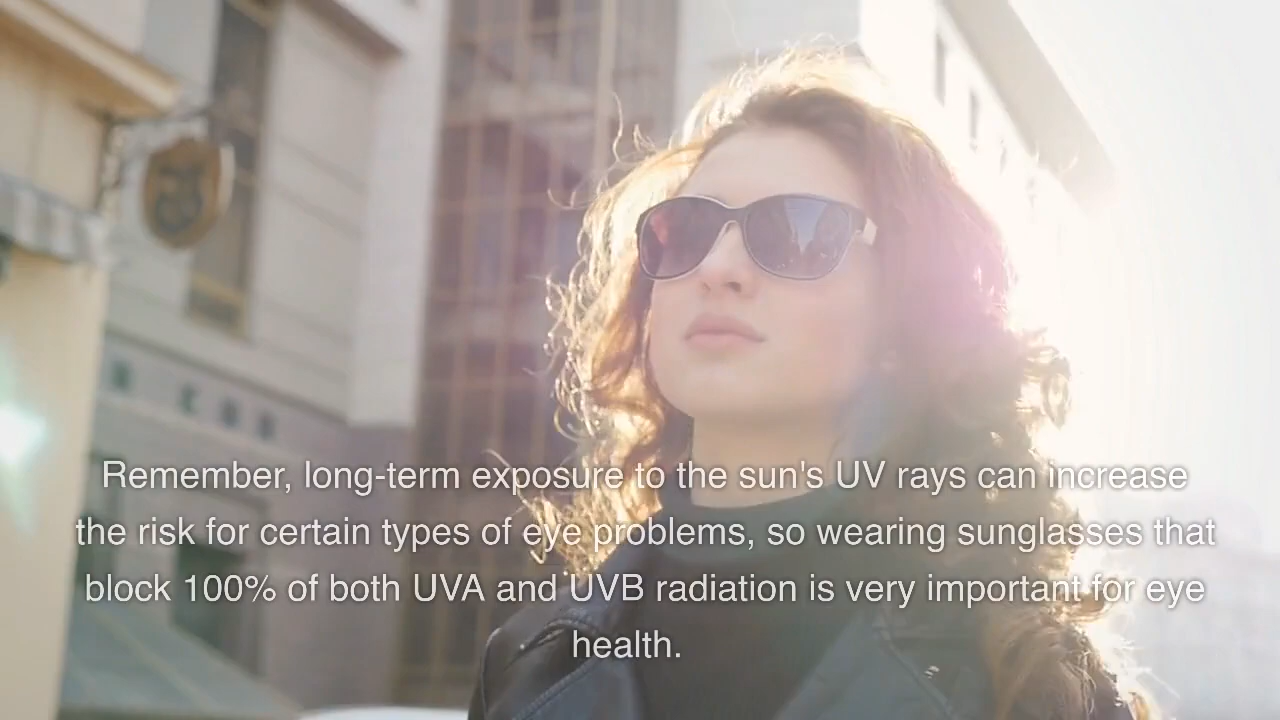 Remember, long-term exposure to the sun's UV rays can increase
the risk for certain types of eye problems, so wearing sunglasses that
block 100% of both UVA and UVB radiation is very important for eye
health.